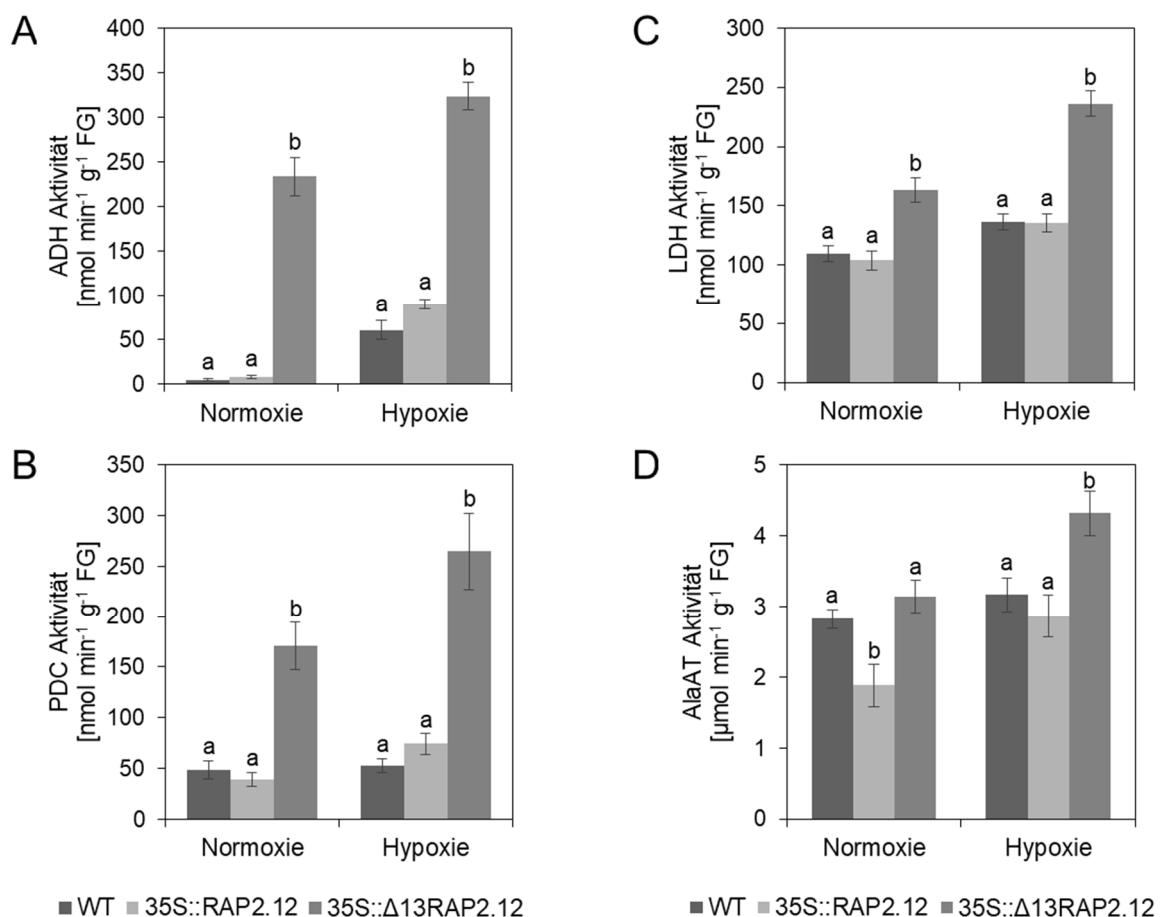 A
ADH Aktivität
[nmol min⁻¹ g⁻¹ FG]
400
350
300
250
200
150
100
50
0
a
a
b
a
a
b
Normoxie Hypoxie
B
PDC Aktivität
[nmol min⁻¹ g⁻¹ FG]
350
300
250
200
150
100
50
0
a
a
b
a
a
b
Normoxie Hypoxie
WT 35S::RAP2.12 35S::Δ13RAP2.12
C
LDH Aktivität
[nmol min⁻¹ g⁻¹ FG]
300
250
200
150
100
50
0
a
a
b
a
a
b
Normoxie Hypoxie
D
AlaAT Aktivität
[µmol min⁻¹ g⁻¹ FG]
5
4
3
2
1
0
a
b
a
a
a
b
Normoxie Hypoxie
WT 35S::RAP2.12 35S::Δ13RAP2.12